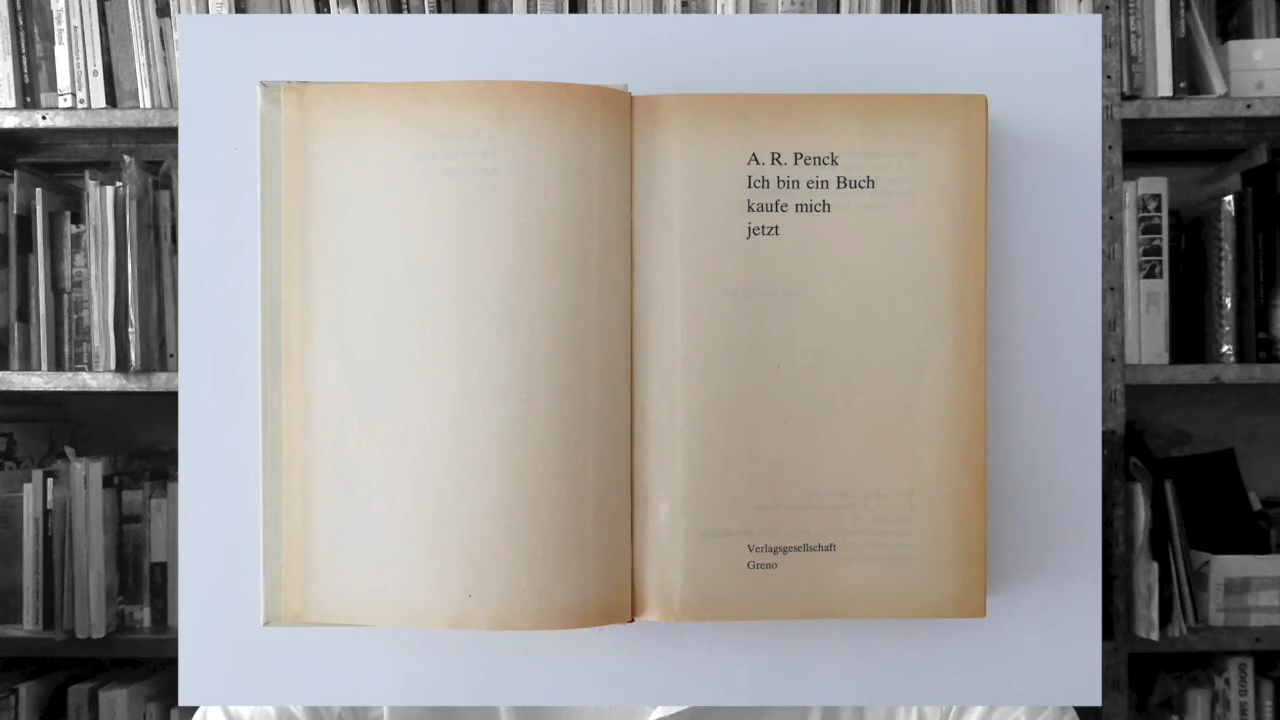 A. R. Penck
Ich bin ein Buch
kaufe mich
jetzt
Verlagsgesellschaft
Greno